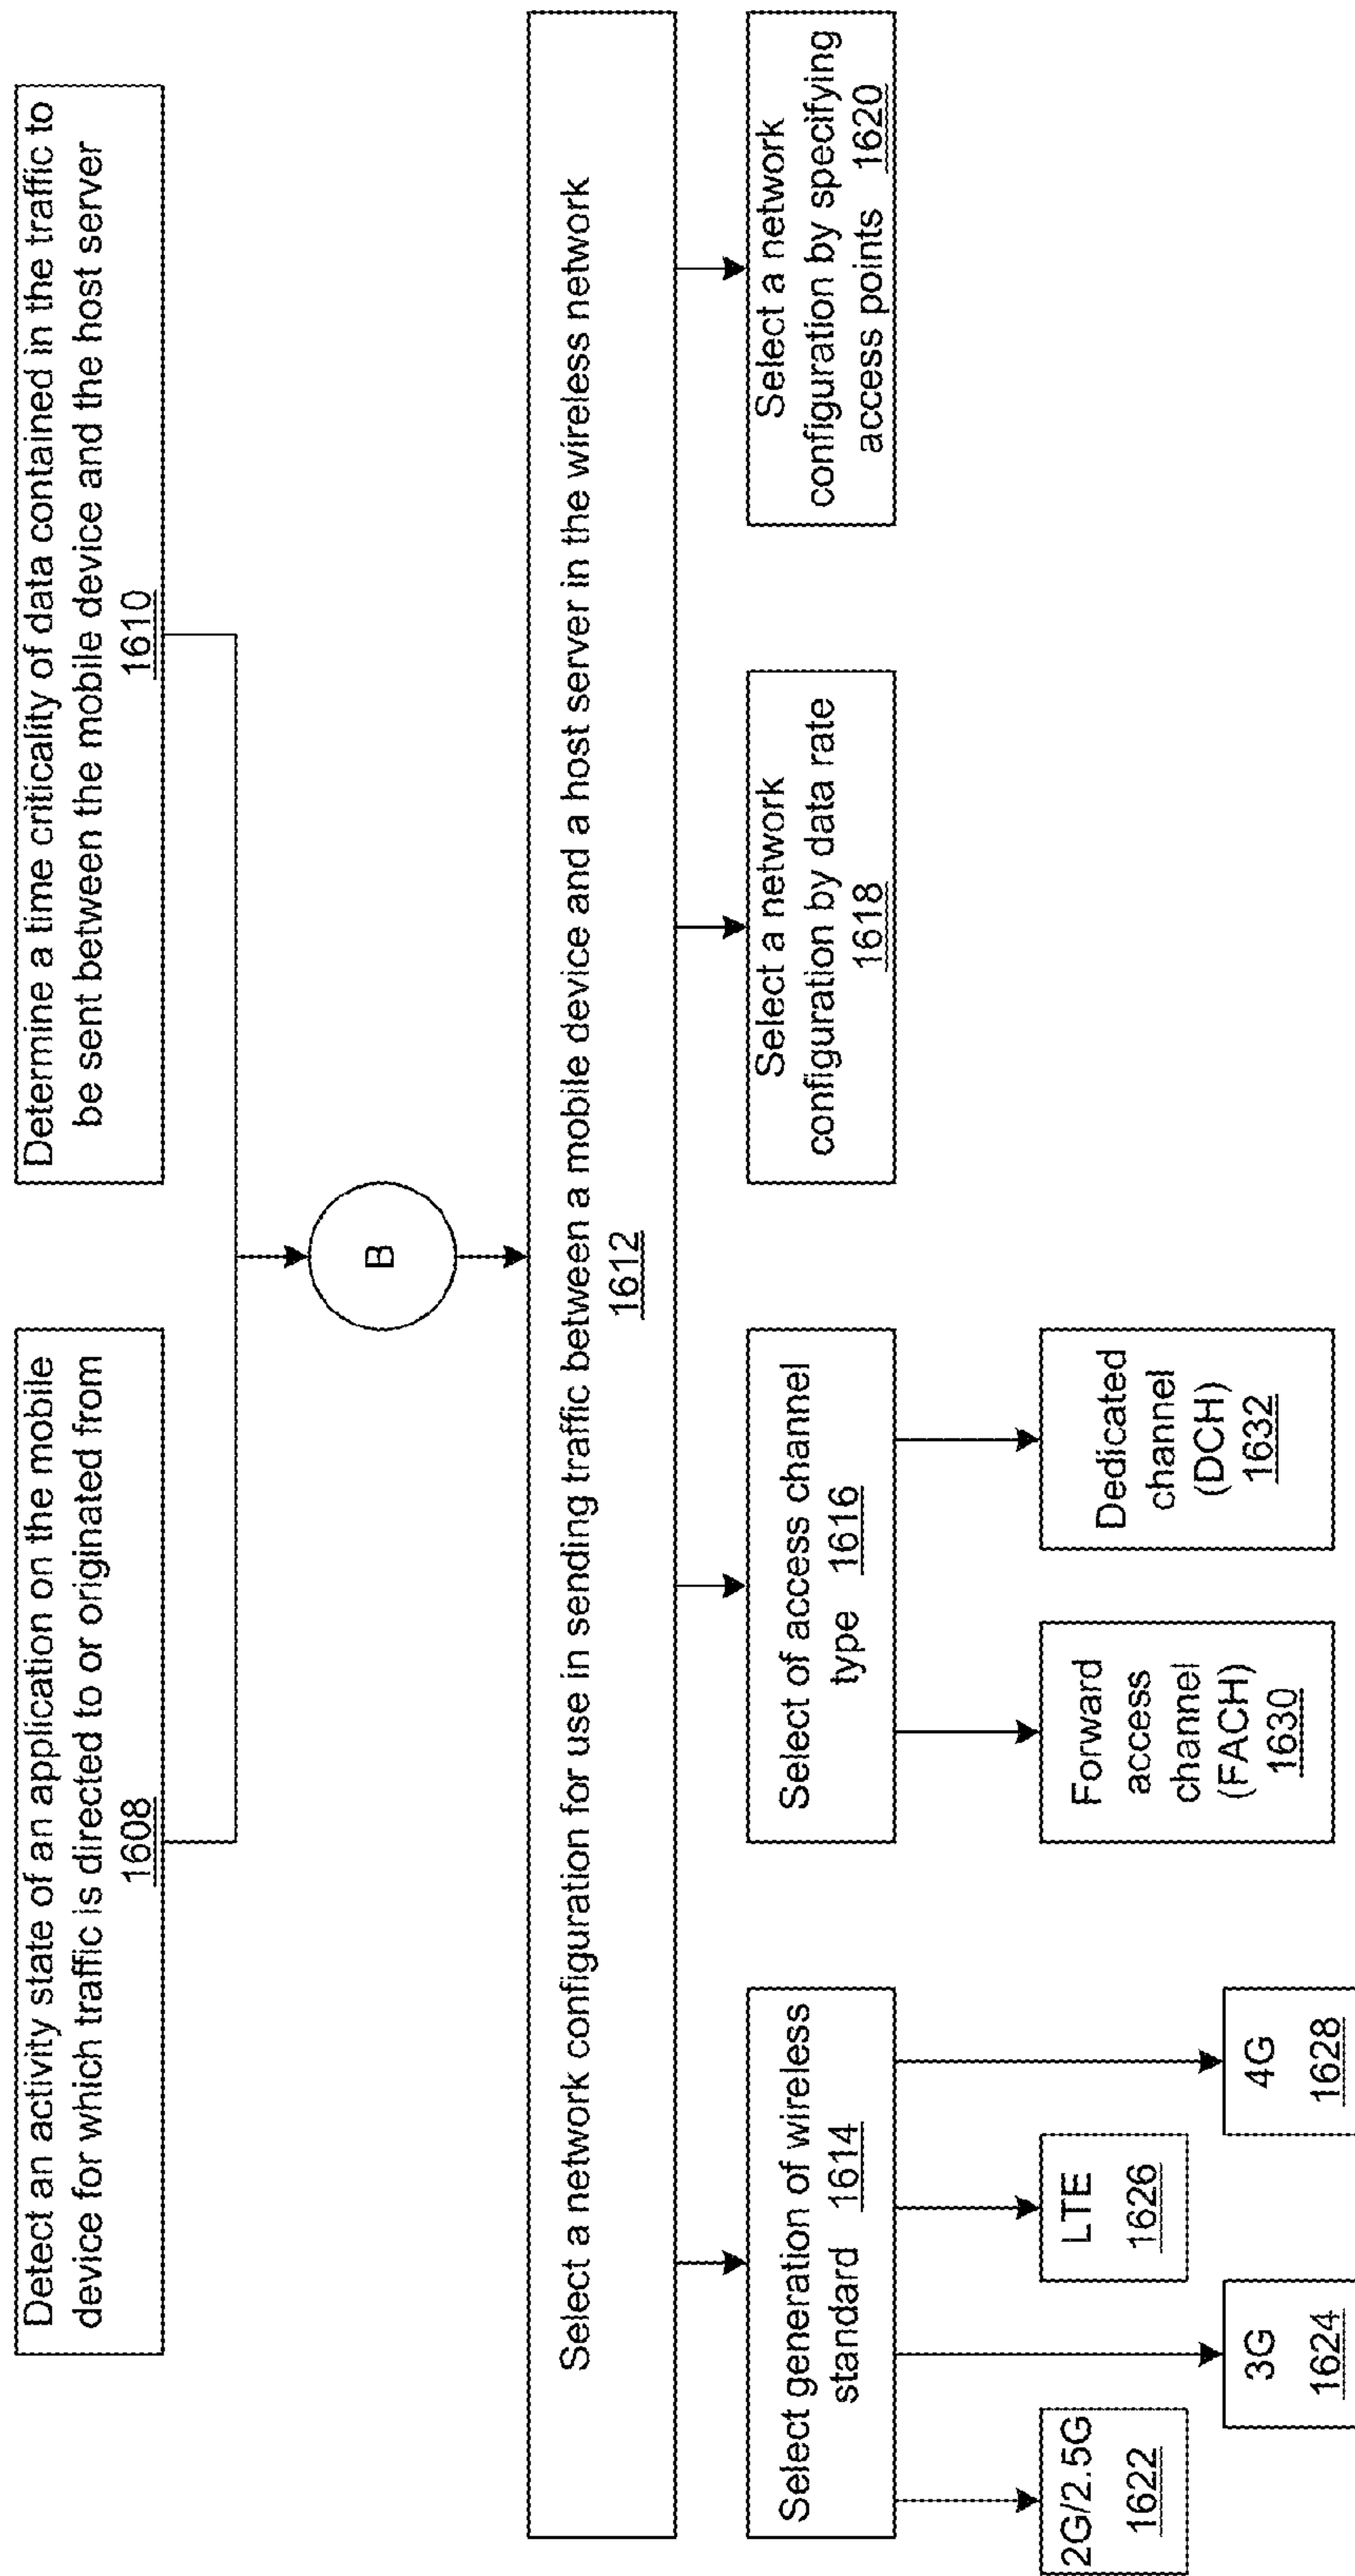 Detect an activity state of an application on the mobile
device for which traffic is directed to or originated from
1608
Determine a time criticality of data contained in the traffic to
be sent between the mobile device and the host server
1610
B
Select a network configuration for use in sending traffic between a mobile device and a host server in the wireless network
1612
Select generation of wireless
standard 1614
Select of access channel
type 1616
Select a network
configuration by data rate
1618
Select a network
configuration by specifying
access points 1620
2G/2.5G
1622
3G
1624
LTE
1626
4G
1628
Forward
access
channel
(FACH)
1630
Dedicated
channel
(DCH)
1632